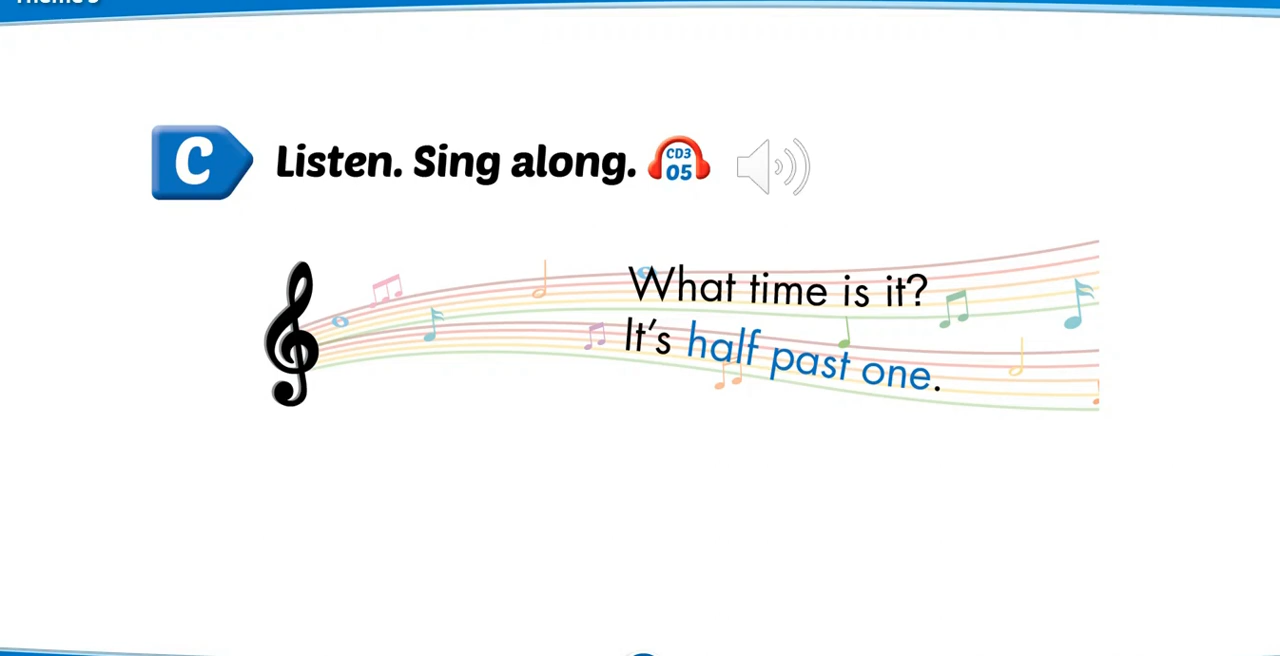 C
Listen. Sing along.
CD3
05
What time is it?
It's half past one.